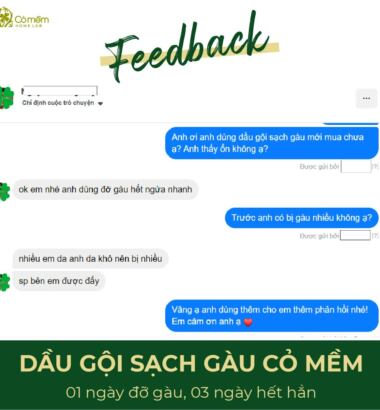 Cỏ mềm
HOME LAB
Feedback
Chỉ định cuộc trò chuyện
Anh ơi anh dùng dầu gội sạch gàu mới mua chưa
ạ? Anh thấy ổn không ạ?
Được gửi bởi
ok em nhé anh dùng đỡ gàu hết ngứa nhanh
Trước anh có bị gàu nhiều không ạ?
Được gửi bởi
nhiều em da anh da khô nên bị nhiều
sp bên em được đấy
Vâng ạ anh dùng thêm cho em thêm phản hồi nhé!
Em cảm ơn anh ạ ❤️
DẦU GỘI SẠCH GÀU CỎ MỀM
01 ngày đỡ gàu, 03 ngày hết hẳn